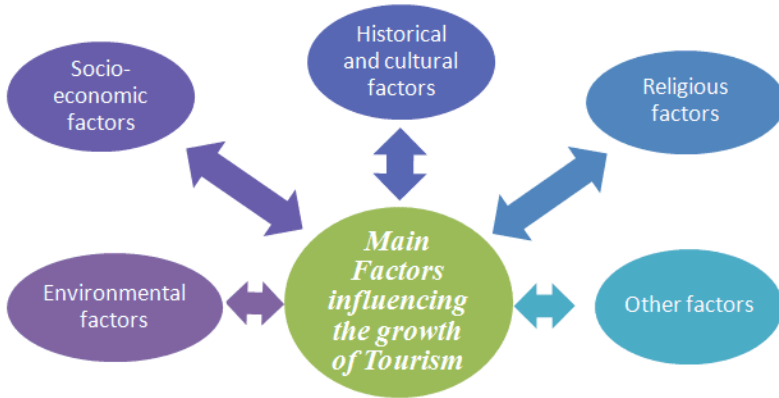 Historical
and cultural
factors
Socio-
economic
factors
Religious
factors
Main
Factors
influencing
the growth
of Tourism
Environmental
factors
Other factors